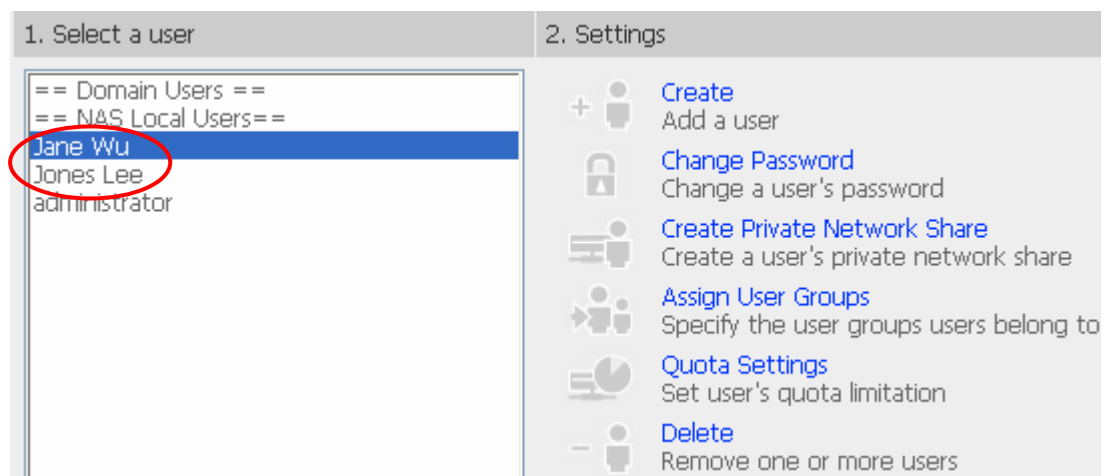 1. Select a user
== Domain Users ==
== NAS Local Users==
Jane Wu
Jones Lee
administrator
2. Settings
Create
Add a user
Change Password
Change a user's password
Create Private Network Share
Create a user's private network share
Assign User Groups
Specify the user groups users belong to
Quota Settings
Set user's quota limitation
Delete
Remove one or more users